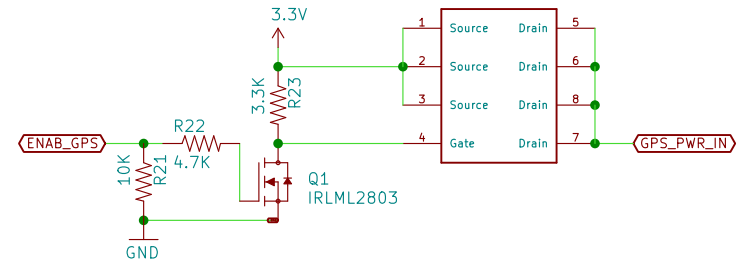 3.3V
1 Source Drain 5
2 Source Drain 6
3.3K R23
3 Source Drain 8
R22
ENAB_GPS
4 Gate Drain 7
GPS_PWR_IN
4.7K
10K R21
Q1
IRLML2803
GND